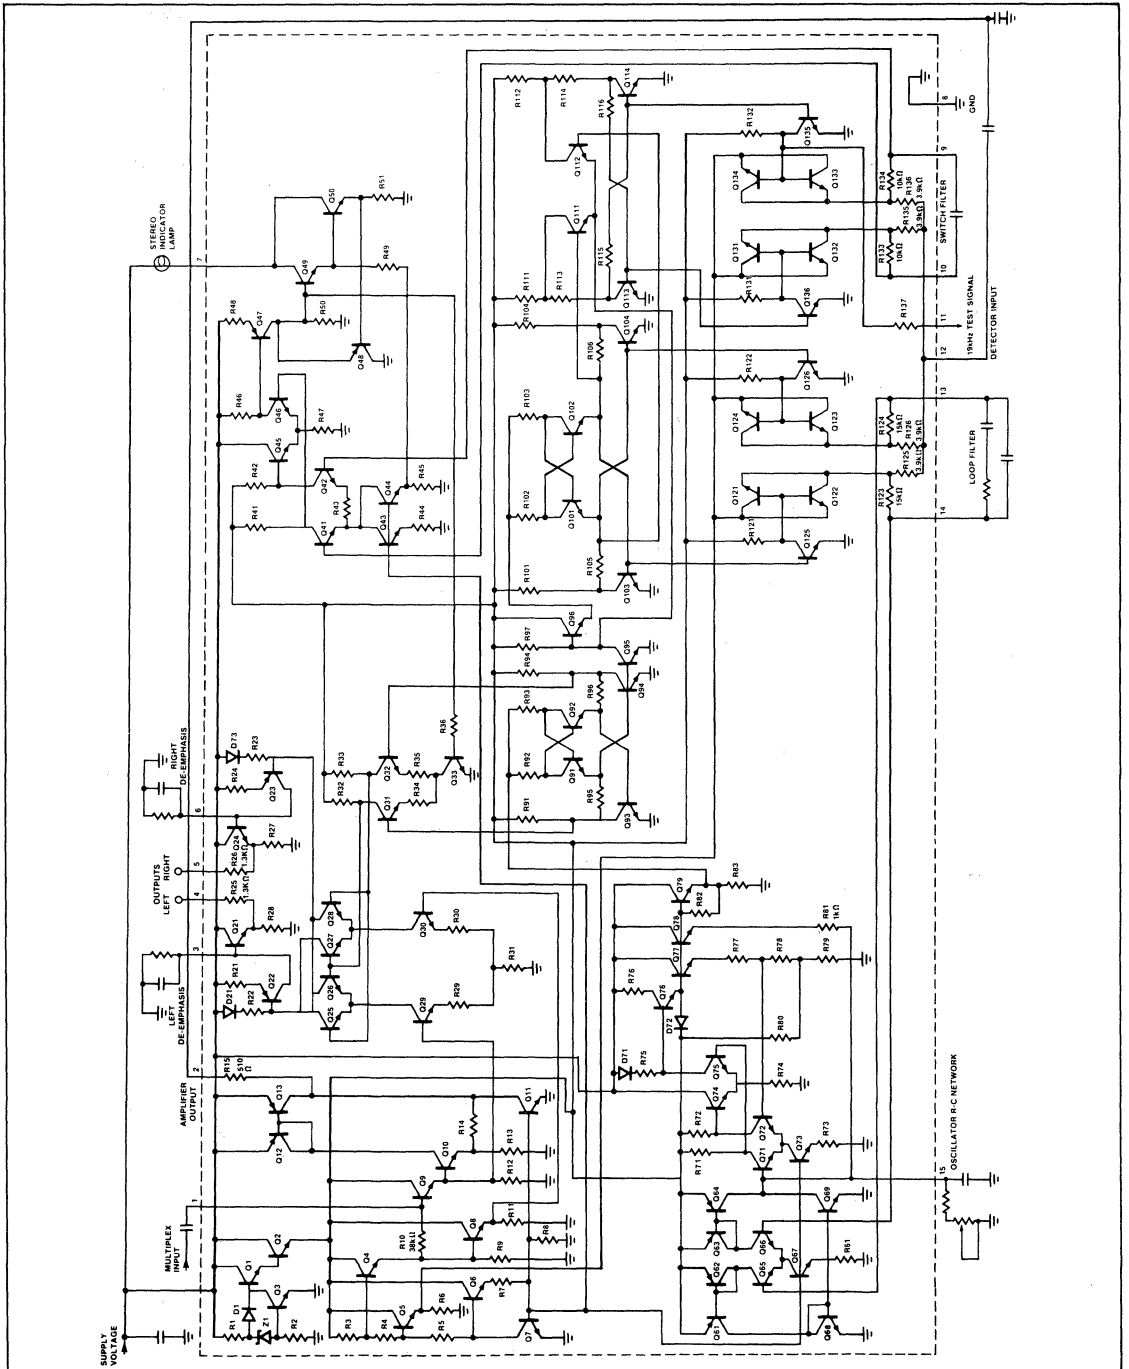 SUPPLY
VOLTAGE
MULTIPLEX
INPUT
1
AMPLIFIER
OUTPUT
2
LEFT
DE-EMPHASIS
3
OUTPUTS
LEFT
RIGHT
4
5
RIGHT
DE-EMPHASIS
6
STEREO
INDICATOR
LAMP
7
R1
D1
Z1
R2
Q1
Q2
Q3
R3
R4
R5
R6
R7
R8
R9
R10
38kΩ
R11
R12
R13
R14
R15
510
Ω
Q4
Q5
Q6
Q7
Q8
Q9
Q10
Q11
Q12
Q13
D21
R21
R22
Q21
Q22
R25
1.3KΩ
R28
R26
1.3KΩ
R27
Q24
Q23
R24
D73
R23
Q25
Q26
Q27
Q28
Q29
Q30
R29
R30
R31
R32
R33
Q31
Q32
R34
R35
Q33
R36
R41
R42
Q41
Q42
R43
Q43
Q44
R44
R45
Q45
Q46
R46
R47
Q47
R48
Q48
Q49
R49
R50
Q50
R51
Q61
Q62
Q63
Q64
Q65
Q66
Q67
Q68
Q69
R61
R71
R72
Q71
Q72
Q73
R73
Q74
Q75
R74
D71
R75
R76
Q76
D72
Q77
Q78
Q79
R77
R78
R79
R80
R81
1kΩ
R82
R83
R91
R92
R93
R94
R95
R96
R97
Q91
Q92
Q93
Q94
Q95
Q96
R101
R102
R103
R104
R105
R106
Q101
Q102
Q103
Q104
R111
R112
R113
R114
R115
R116
Q111
Q112
Q113
Q114
R121
Q121
Q122
Q125
R123
15kΩ
R125
3.9kΩ
R126
3.9kΩ
R124
15kΩ
Q123
Q124
R122
Q126
R131
Q131
Q132
Q136
R133
10kΩ
R135
3.9kΩ
R136
3.9kΩ
R134
10kΩ
Q133
Q134
R132
Q135
R137
15
OSCILLATOR R-C NETWORK
14
LOOP FILTER
13
12
DETECTOR INPUT
11
19kHz TEST SIGNAL
10
SWITCH FILTER
9
8
GND